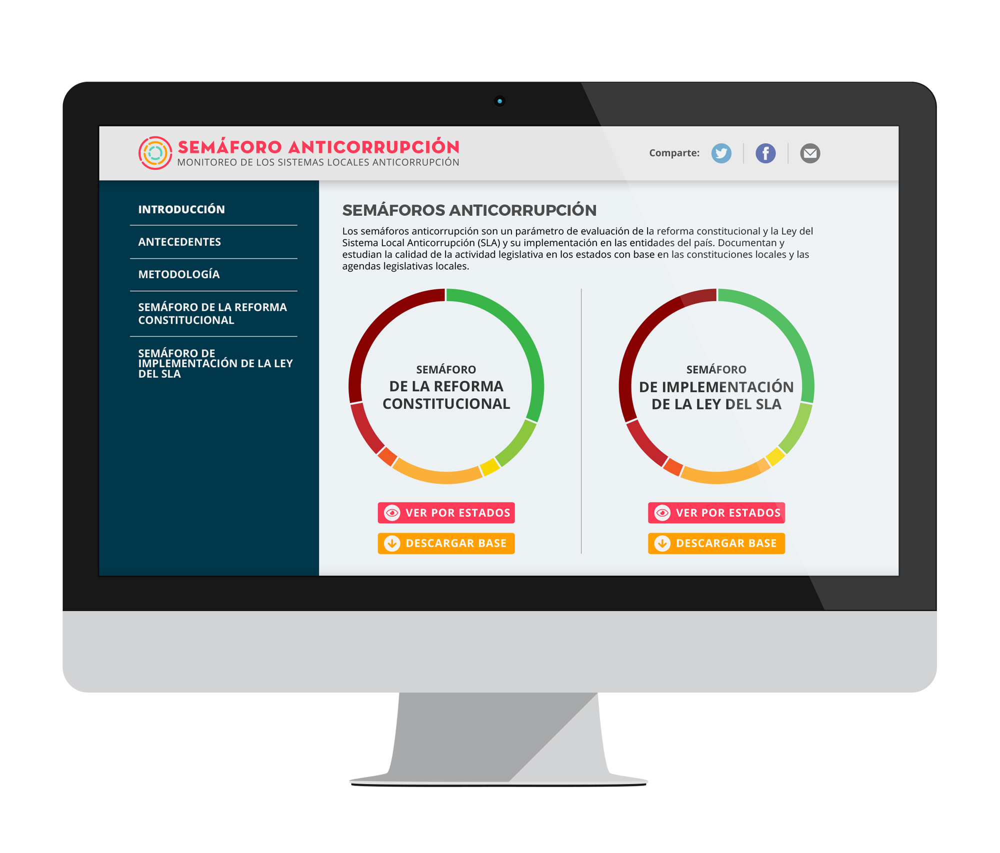 SEMÁFORO ANTICORRUPCIÓN
MONITOREO DE LOS SISTEMAS LOCALES ANTICORRUPCIÓN
Comparte:
INTRODUCCIÓN
ANTECEDENTES
METODOLOGÍA
SEMÁFORO DE LA REFORMA
CONSTITUCIONAL
SEMÁFORO DE
IMPLEMENTACIÓN DE LA LEY
DEL SLA
SEMÁFOROS ANTICORRUPCIÓN
Los semáforos anticorrupción son un parámetro de evaluación de la reforma constitucional y la Ley del
Sistema Local Anticorrupción (SLA) y su implementación en las entidades del país. Documentan y
estudian la calidad de la actividad legislativa en los estados con base en las constituciones locales y las
agendas legislativas locales.
SEMÁFORO
DE LA REFORMA
CONSTITUCIONAL
VER POR ESTADOS
DESCARGAR BASE
SEMÁFORO
DE IMPLEMENTACIÓN
DE LA LEY DEL SLA
VER POR ESTADOS
DESCARGAR BASE